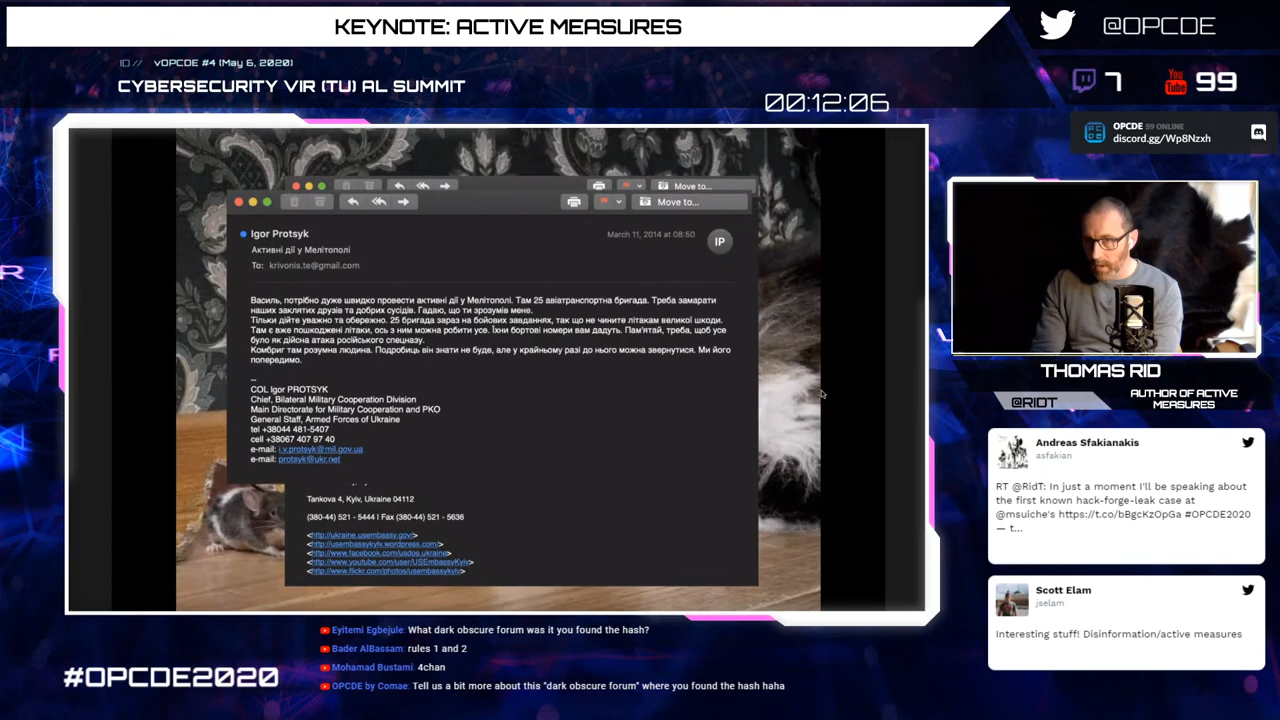 KEYNOTE: ACTIVE MEASURES
@OPCDE
ID // vOPCDE #4 (May 6, 2020)
CYBERSECURITY VIR (TU) AL SUMMIT
00:12:06
7
You Tube 99
OPCDE 59 ONLINE
discord.gg/Wp8Nzxh
Move to...
Move to...
Igor Protsyk
March 11, 2014 at 08:50
IP
Активні дії у Мелітополі
To: krivonis.te@gmail.com
Василь, потрібно дуже швидко провести активні дії у Мелітополі. Там 25 авіатранспортна бригада. Треба замарати
наших заклятих друзів та добрих сусідів. Гадаю, що ти зрозумів мене.
Тільки дійте уважно та обережно. 25 бригада зараз на бойових завданнях, так що не чините літакам великої шкоди.
Там є вже пошкоджені літаки, ось з ним можна робити усе. Їхни бортові номери вам дадуть. Пам'ятай, треба, щоб усе
було як дійсна атака російського спецназу.
Комбриг там розумна людина. Подробиць він знати не буде, але у крайньому разі до нього можна звернутися. Ми його
попередимо.
--
COL Igor PROTSYK
Chief, Bilateral Military Cooperation Division
Main Directorate for Military Cooperation and PKO
General Staff, Armed Forces of Ukraine
tel +38044 481-5407
cell +38067 407 97 40
e-mail: i.v.protsyk@mil.gov.ua
e-mail: protsyk@ukr.net
Tankova 4, Kyiv, Ukraine 04112
(380-44) 521 - 5444 I Fax (380-44) 521 - 5636
<http://ukraine.usembassy.gov/>
<http://usembassykyiv.wordpress.com/>
<http://www.facebook.com/usdos.ukraine>
<http://www.youtube.com/user/USEmbassyKyiv>
<http://www.flickr.com/photos/usembassykyiv>
THOMAS RID
@RIDT
AUTHOR OF ACTIVE
MEASURES
Andreas Sfakianakis
asfakian
RT @RidT: In just a moment I'll be speaking about
the first known hack-forge-leak case at
@msuiche's https://t.co/bBgcKzOpGa #OPCDE2020
— t...
Scott Elam
jselam
Interesting stuff! Disinformation/active measures
Eyitemi Egbejule: What dark obscure forum was it you found the hash?
Bader AlBassam: rules 1 and 2
Mohamad Bustami: 4chan
OPCDE by Comae: Tell us a bit more about this "dark obscure forum" where you found the hash haha
#OPCDE2020